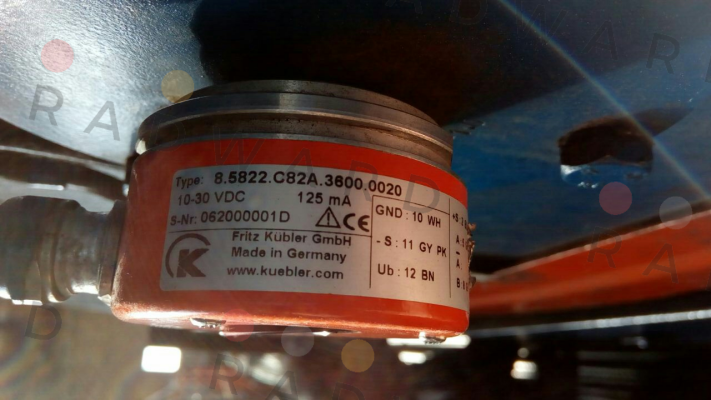 Type: 8.5822.C82A.3600.0020
10-30 VDC 125 mA
S-Nr: 062000001D
CE
Fritz Kübler GmbH
Made in Germany
www.kuebler.com
K
GND : 10 WH
- S : 11 GY PK
Ub : 12 BN
+S :
A :
A
B :